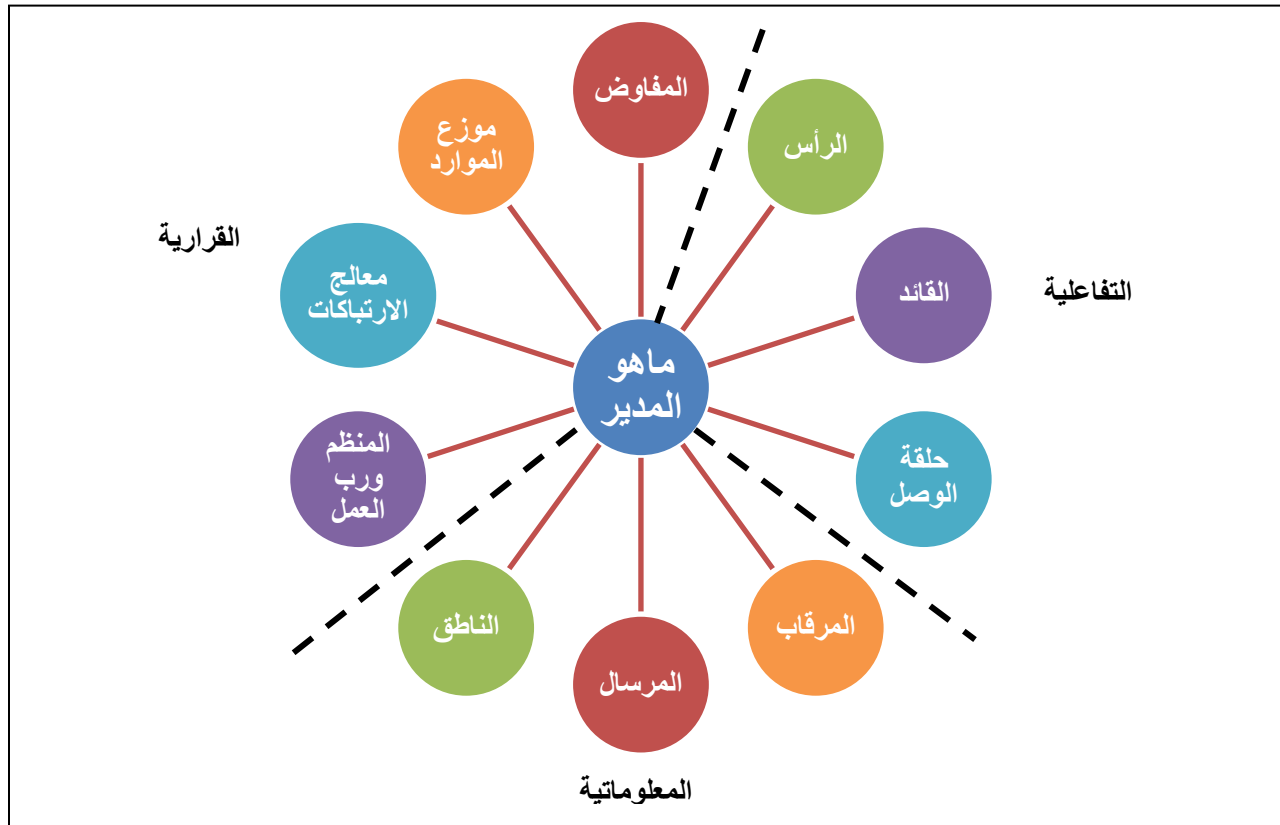 المفاوض
الرأس
موزع
الموارد
القرارية
التفاعلية
القائد
معالج
الارتباكات
ماهو
المدير
حلقة
الوصل
المنظم
ورب
العمل
المرقاب
الناطق
المرسال
المعلوماتية